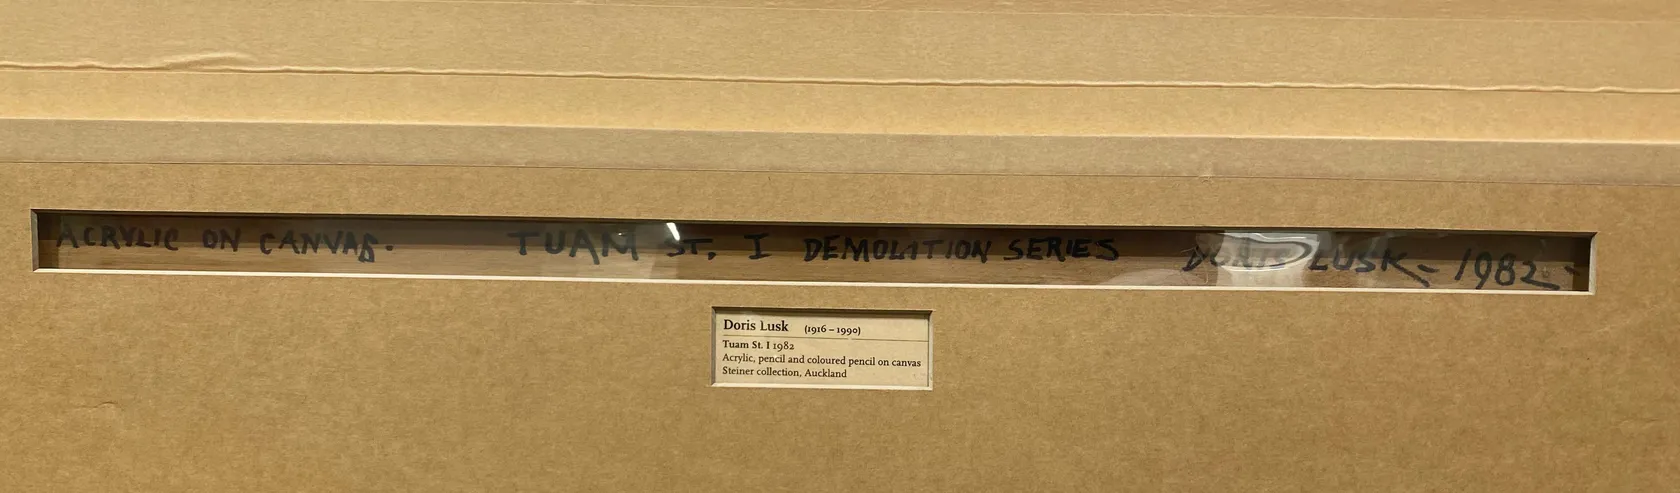 ACRYLIC ON CANVAS. TUAM ST. I DEMOLITION SERIES DORIS LUSK - 1982 -
Doris Lusk (1916 – 1990)
Tuam St. I 1982
Acrylic, pencil and coloured pencil on canvas
Steiner collection, Auckland